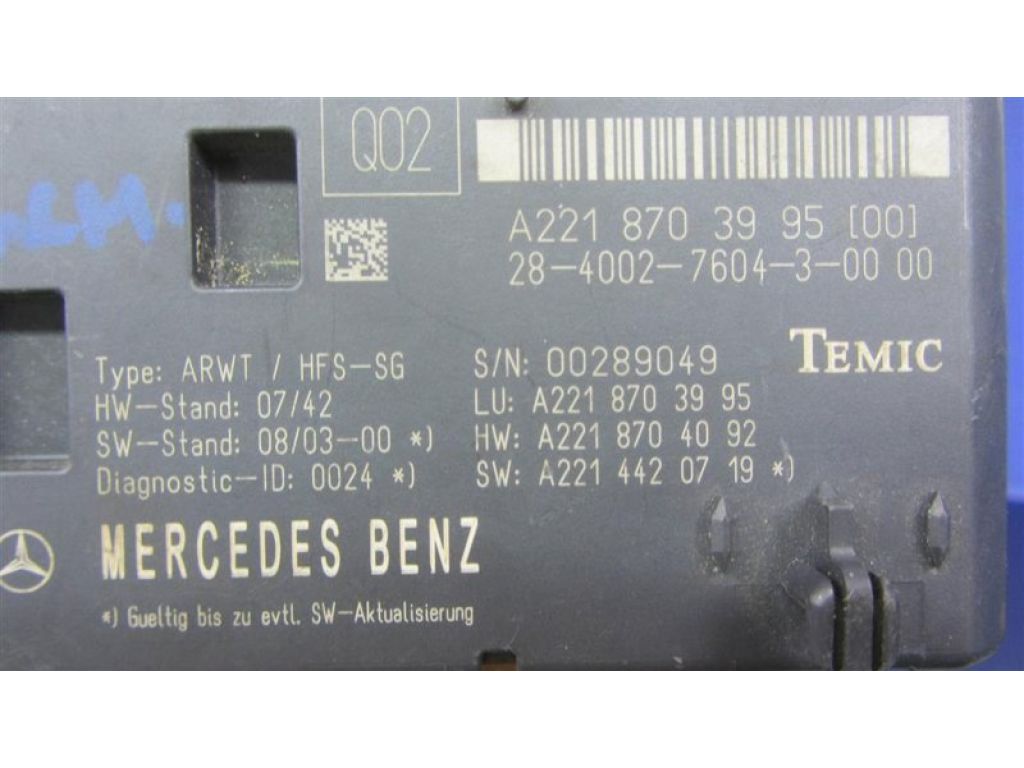 Q02
A221 870 39 95 [00]
28-4002-7604-3-00 00
TEMIC
Type: ARWT / HFS-SG
HW-Stand: 07/42
SW-Stand: 08/03-00 *)
Diagnostic-ID: 0024 *)
S/N: 00289049
LU: A221 870 39 95
HW: A221 870 40 92
SW: A221 442 07 19 *)
MERCEDES BENZ
*) Gueltig bis zu evtl. SW-Aktualisierung